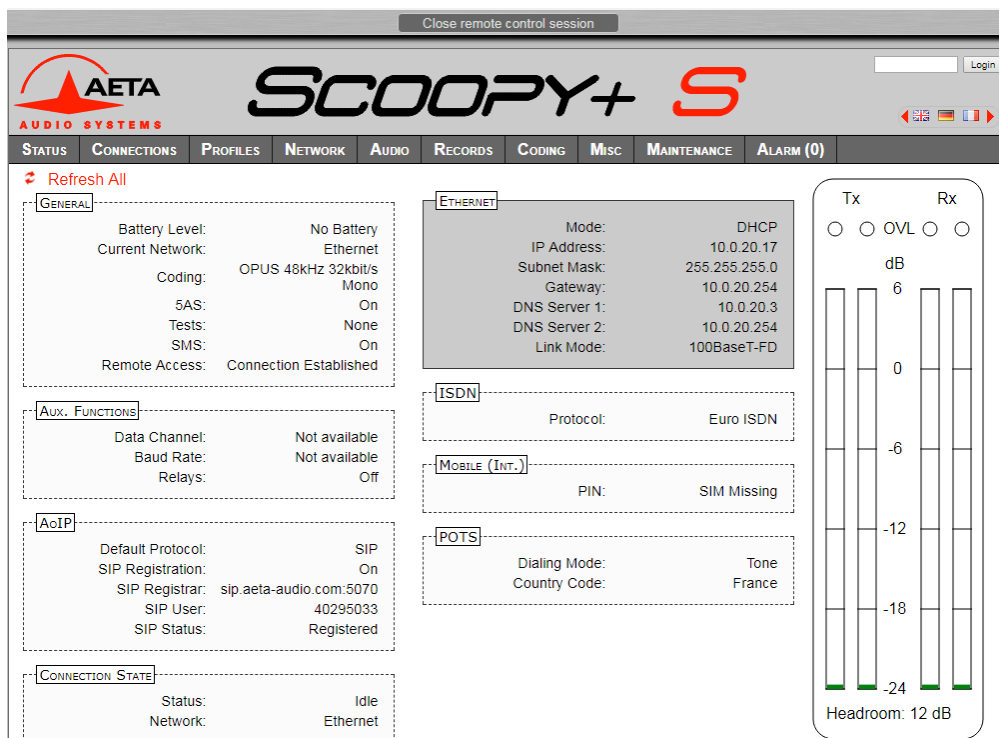 Close remote control session
AETA
AUDIO SYSTEMS
SCOOPY+ S
Login
STATUS CONNECTIONS PROFILES NETWORK AUDIO RECORDS CODING MISC MAINTENANCE ALARM (0)
Refresh All
GENERAL
Battery Level: No Battery
Current Network: Ethernet
Coding: OPUS 48kHz 32kbit/s
Mono
5AS: On
Tests: None
SMS: On
Remote Access: Connection Established
AUX. FUNCTIONS
Data Channel: Not available
Baud Rate: Not available
Relays: Off
AOIP
Default Protocol: SIP
SIP Registration: On
SIP Registrar: sip.aeta-audio.com:5070
SIP User: 40295033
SIP Status: Registered
CONNECTION STATE
Status: Idle
Network: Ethernet
ETHERNET
Mode: DHCP
IP Address: 10.0.20.17
Subnet Mask: 255.255.255.0
Gateway: 10.0.20.254
DNS Server 1: 10.0.20.3
DNS Server 2: 10.0.20.254
Link Mode: 100BaseT-FD
ISDN
Protocol: Euro ISDN
MOBILE (INT.)
PIN: SIM Missing
POTS
Dialing Mode: Tone
Country Code: France
Tx Rx
OVL
dB
6
0
-6
-12
-18
-24
Headroom: 12 dB